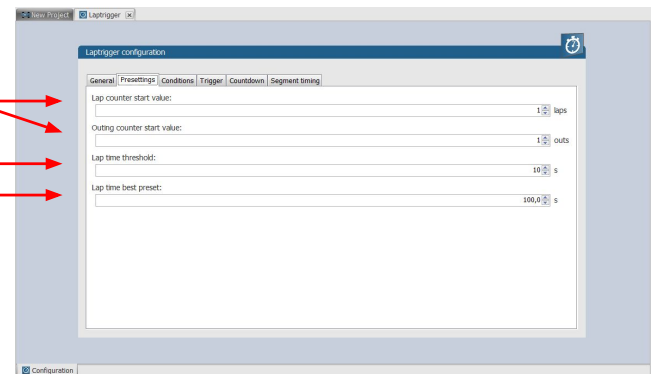 New Project Laptrigger
Laptrigger configuration
General Presettings Conditions Trigger Countdown Segment timing
Lap counter start value:
1 laps
Outing counter start value:
1 outs
Lap time threshold:
10 s
Lap time best preset:
100,0 s
Configuration